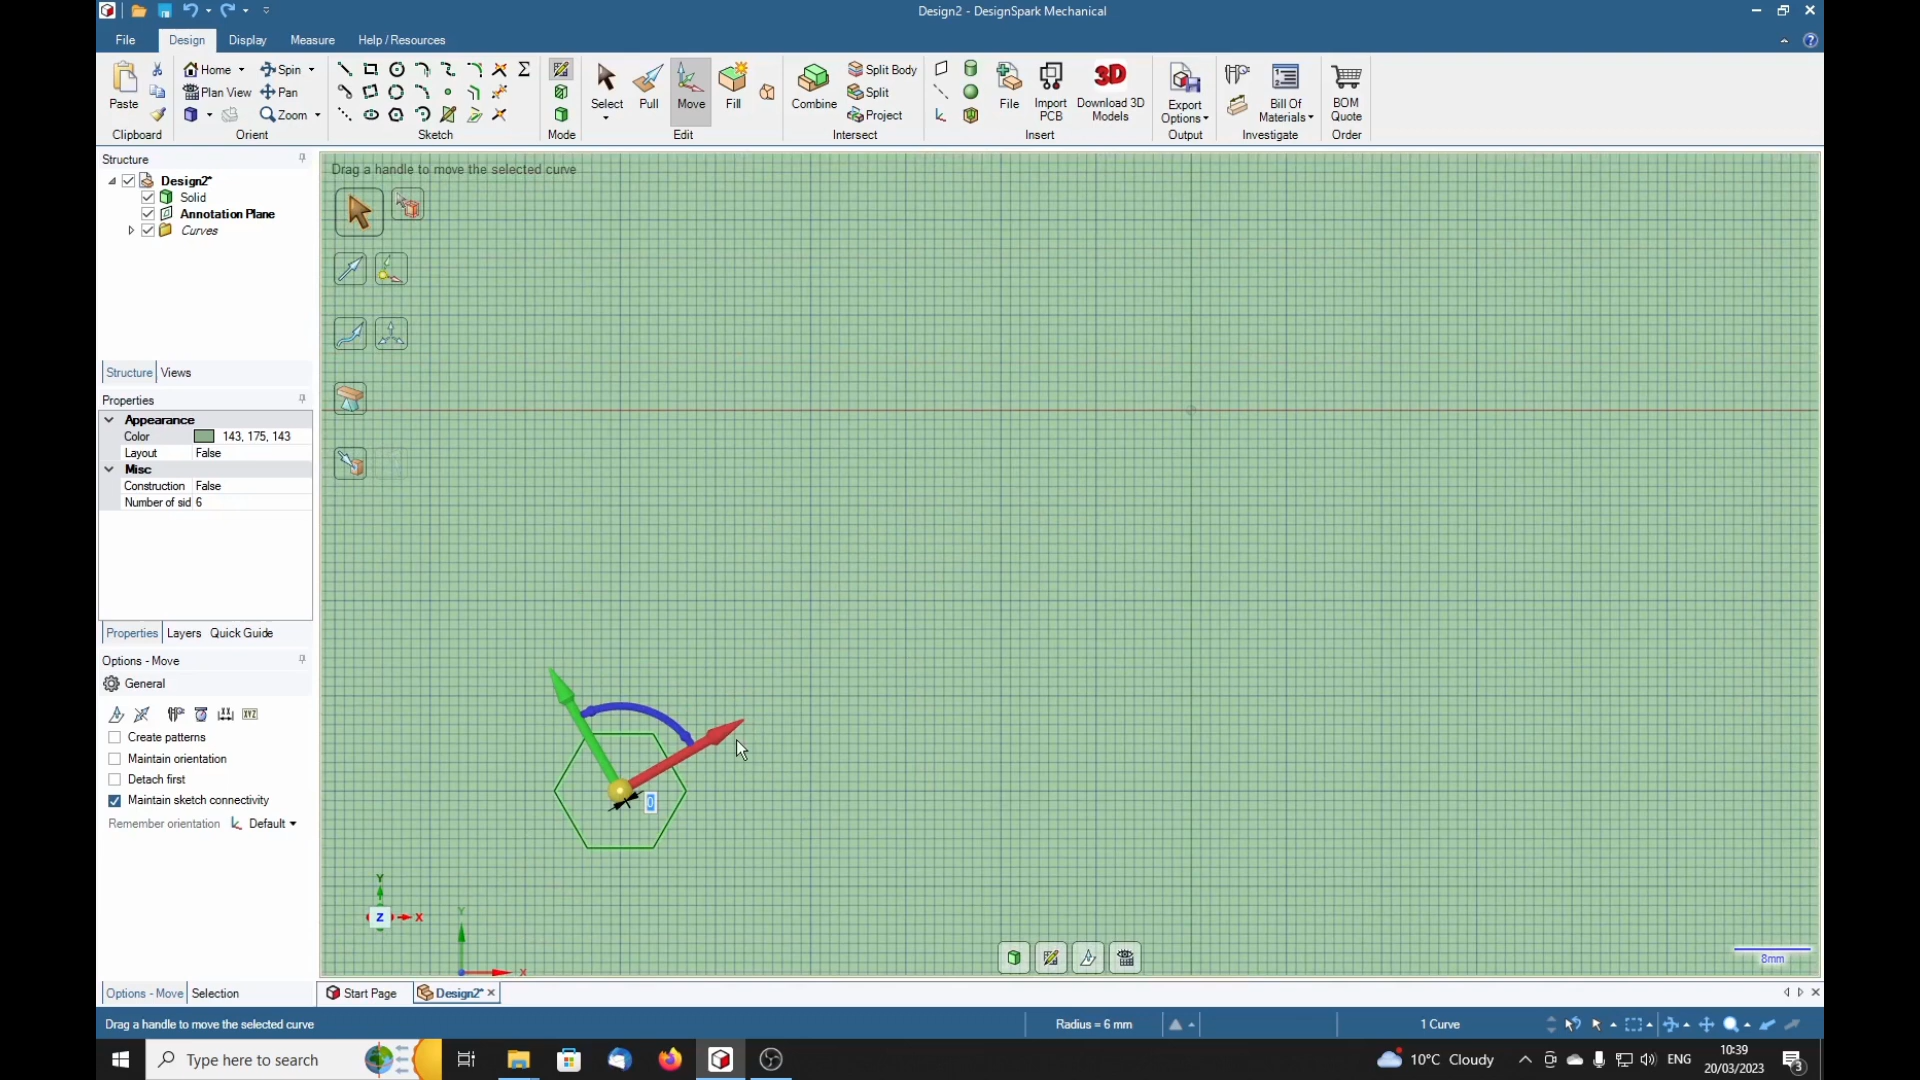 Design2 - DesignSpark Mechanical
File Design Display Measure Help / Resources
Paste
Clipboard
Home Spin
Plan View Pan
Zoom
Orient
Sketch
Mode
Select Pull Move Fill
Edit
Combine Split Body
Split
Project
Intersect
File Import PCB Download 3D Models
Insert
Export Options
Output
Bill Of Materials
Investigate
BOM Quote
Order
Structure
Design2*
Solid
Annotation Plane
Curves
Structure Views
Properties
Appearance
Color 143, 175, 143
Layout False
Misc
Construction False
Number of sid 6
Properties Layers Quick Guide
Options - Move
General
XYZ
Create patterns
Maintain orientation
Detach first
Maintain sketch connectivity
Remember orientation Default
Options - Move Selection
Drag a handle to move the selected curve
3D
0
Y
Z X
Y
X
8mm
Start Page Design2*
Drag a handle to move the selected curve Radius = 6 mm 1 Curve
Type here to search
10°C Cloudy ENG 10:39
20/03/2023
3